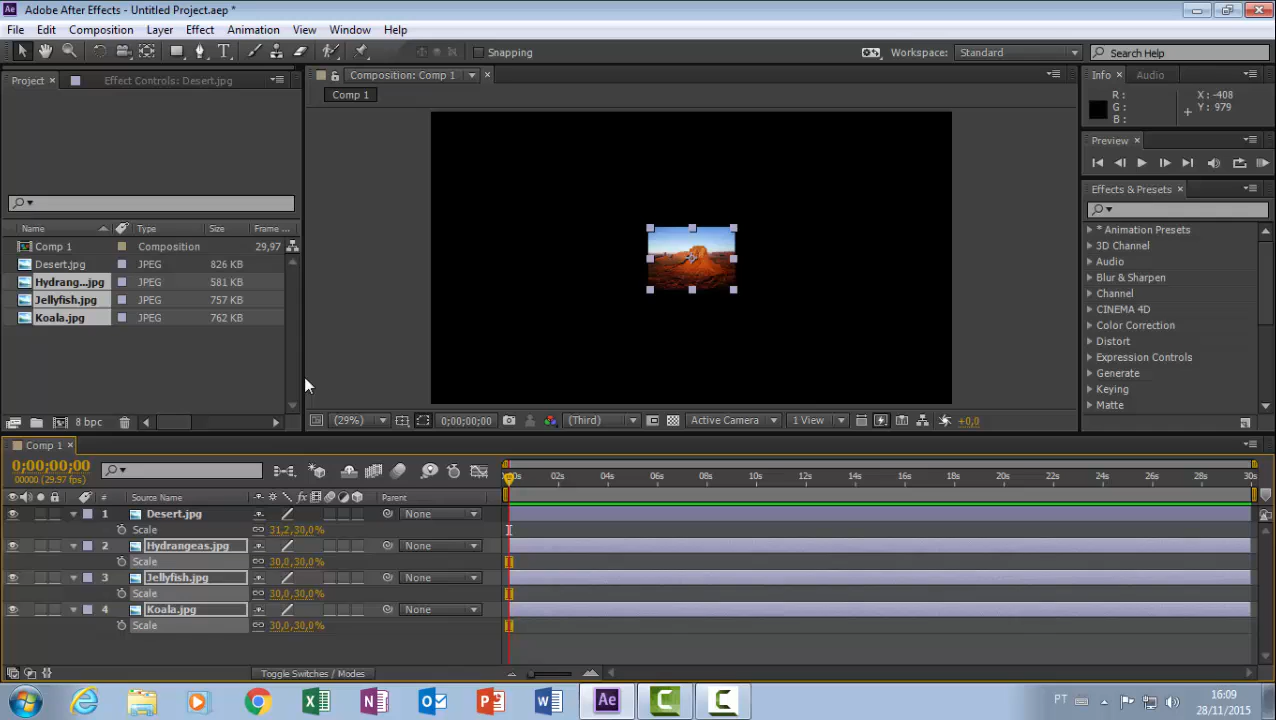 Adobe After Effects - Untitled Project.aep *
File Edit Composition Layer Effect Animation View Window Help
Snapping
Workspace: Standard
Search Help
Project
Effect Controls: Desert.jpg
Composition: Comp 1
Info
Audio
Comp 1
R :
G :
B :
X : -408
Y : 979
Preview
Effects & Presets
Name Type Size Frame ...
Comp 1 Composition 29,97
Desert.jpg JPEG 826 KB
Hydrang...jpg JPEG 581 KB
Jellyfish.jpg JPEG 757 KB
Koala.jpg JPEG 762 KB
* Animation Presets
3D Channel
Audio
Blur & Sharpen
Channel
CINEMA 4D
Color Correction
Distort
Expression Controls
Generate
Keying
Matte
8 bpc
(29%)
0;00;00;00
(Third)
Active Camera
1 View
+0,0
Comp 1
0;00;00;00
00000 (29.97 fps)
02s 04s 06s 08s 10s 12s 14s 16s 18s 20s 22s 24s 26s 28s 30s
# Source Name Parent
1 Desert.jpg None
Scale 31,2,30,0%
2 Hydrangeas.jpg None
Scale 30,0,30,0%
3 Jellyfish.jpg None
Scale 30,0,30,0%
4 Koala.jpg None
Scale 30,0,30,0%
Toggle Switches / Modes
PT
16:09
28/11/2015